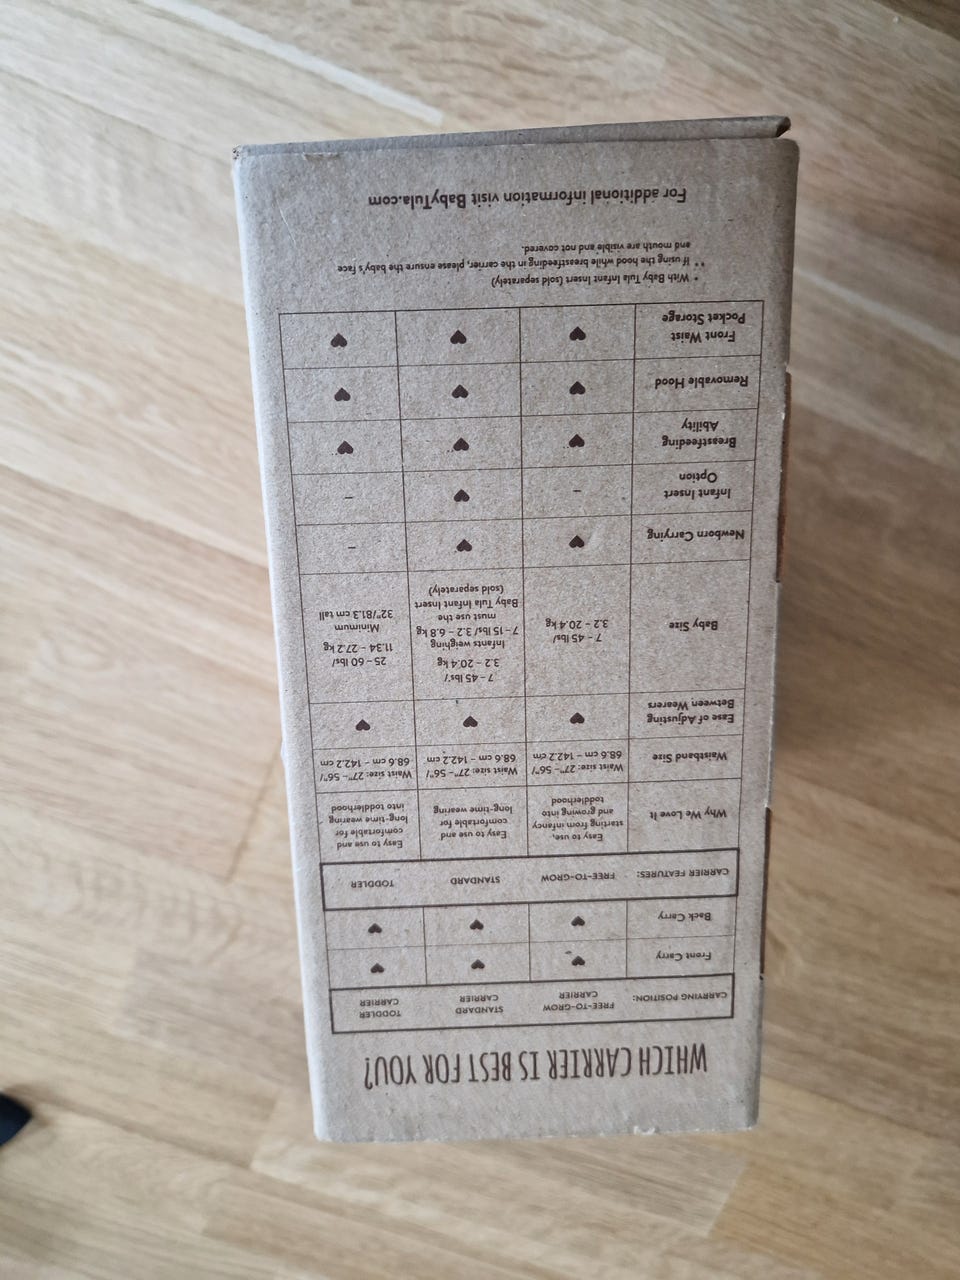 WHICH CARRIER IS BEST FOR YOU?
CARRYING POSITION: FREE-TO-GROW CARRIER STANDARD CARRIER TODDLER CARRIER
Front Carry ♥ ♥ ♥
Back Carry ♥ ♥ ♥
CARRIER FEATURES: FREE-TO-GROW STANDARD TODDLER
Why We Love It
Easy to use,
starting from infancy
and growing into
toddlerhood
Easy to use and
comfortable for
long-time wearing
Easy to use and
comfortable for
long-time wearing
into toddlerhood
Waistband Size
Waist size: 27"– 56"/
68.6 cm – 142.2 cm
Waist size: 27"– 56"/
68.6 cm – 142.2 cm
Waist size: 27"– 56"/
68.6 cm – 142.2 cm
Ease of Adjusting
Between Wearers
♥ ♥ ♥
Baby Size
7 – 45 lbs/
3.2 – 20.4 kg
7 – 45 lbs/
3.2 – 20.4 kg
Infants weighing
7 – 15 lbs/ 3.2 – 6.8 kg
must use the
Baby Tula Infant Insert
(sold separately)
25 – 60 lbs/
11.34 – 27.2 kg
Minimum
32"/81.3 cm tall
Newborn Carrying ♥ ♥* –
Infant Insert
Option
– ♥ –
Breastfeeding
Ability
♥** ♥** ♥**
Removable Hood ♥ ♥ ♥
Front Waist
Pocket Storage
♥ ♥ ♥
* With Baby Tula Infant Insert (sold separately)
** If using the hood while breastfeeding in the carrier, please ensure the baby's face
and mouth are visible and not covered.
For additional information visit BabyTula.com